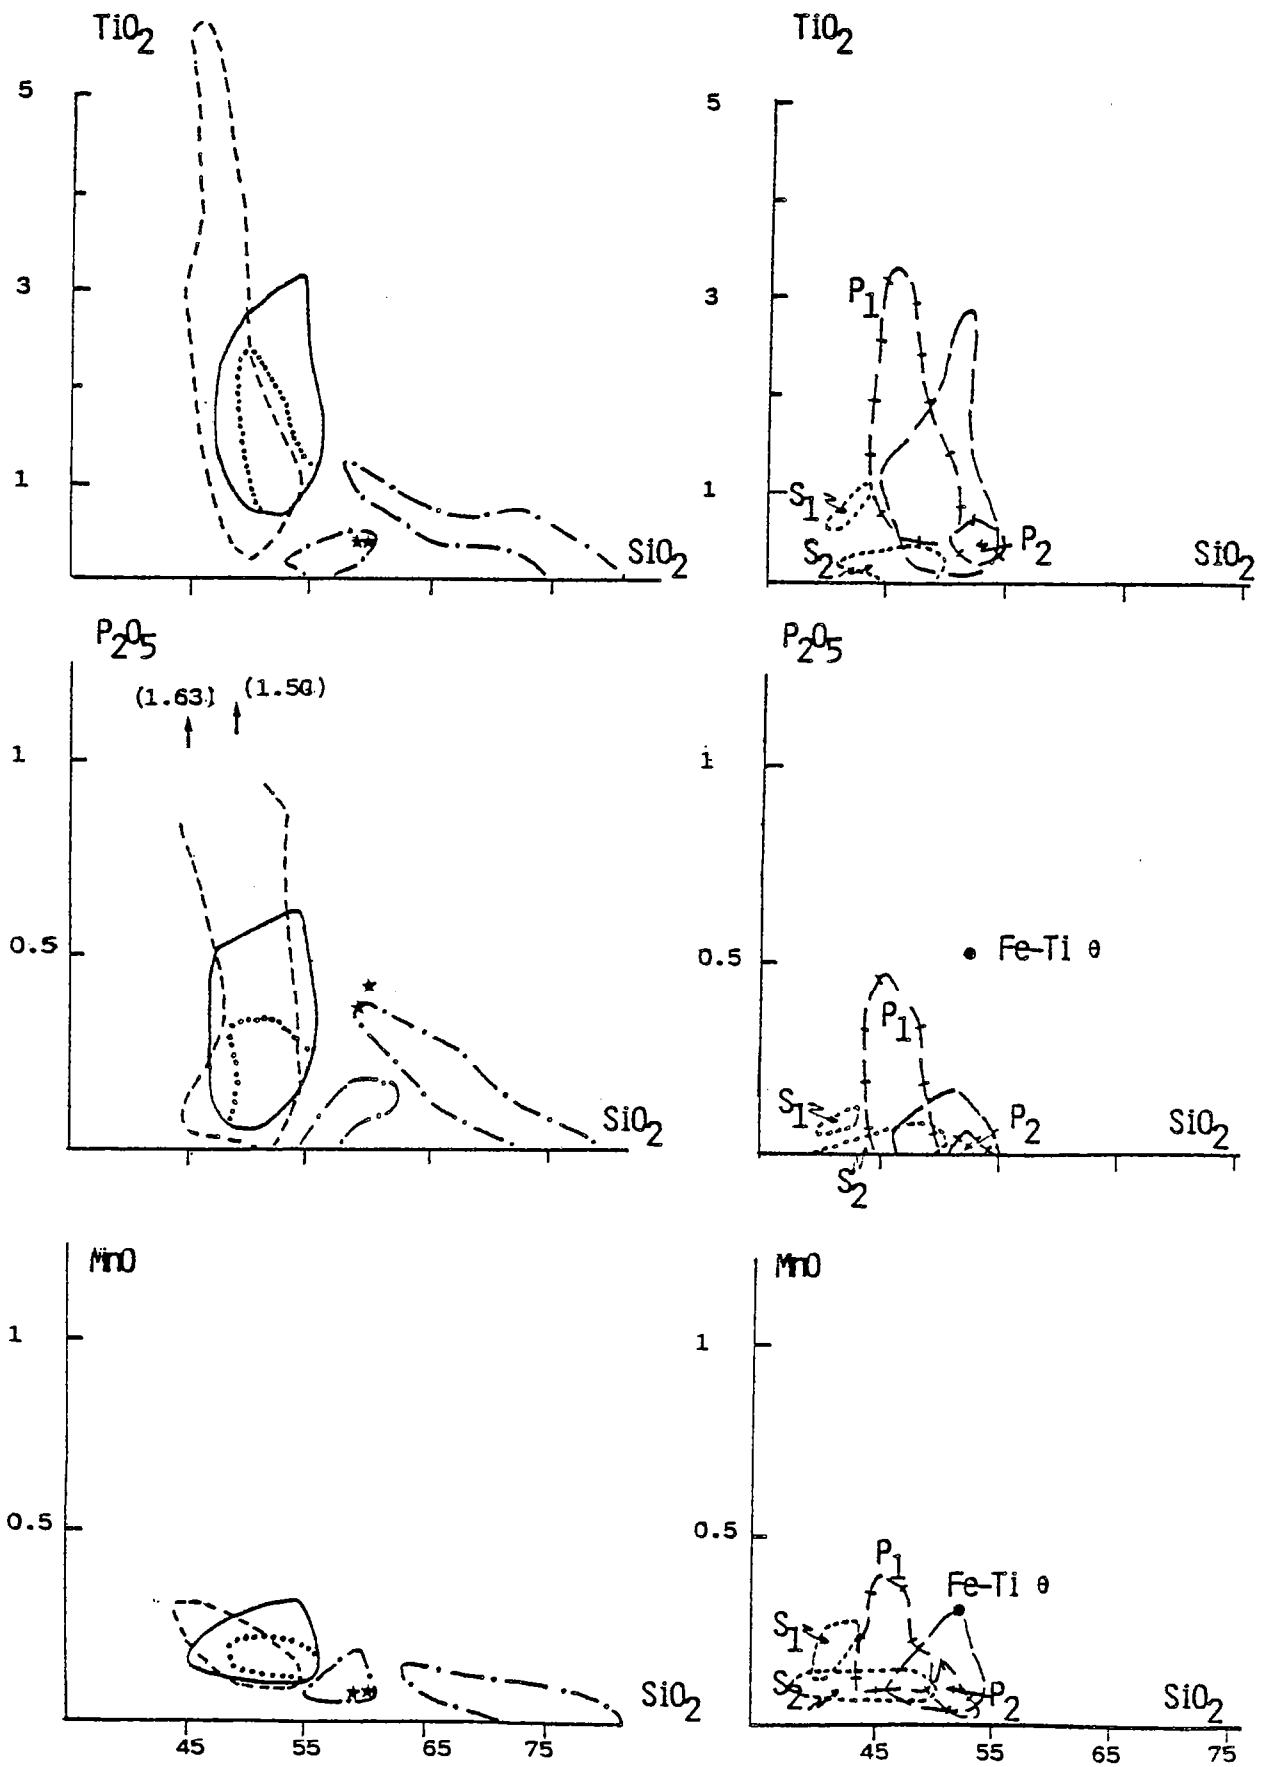 TiO2
5
3
1
SiO2
TiO2
5
3
1
P1
S1
S2
P2
SiO2
P2O5
(1.63)
(1.50)
1
0.5
SiO2
P2O5
1
0.5
Fe-Ti θ
P1
S1
P2
S2
SiO2
MnO
1
0.5
SiO2
45 55 65 75
MnO
1
0.5
P1
Fe-Ti θ
S1
S2
P2
SiO2
45 55 65 75